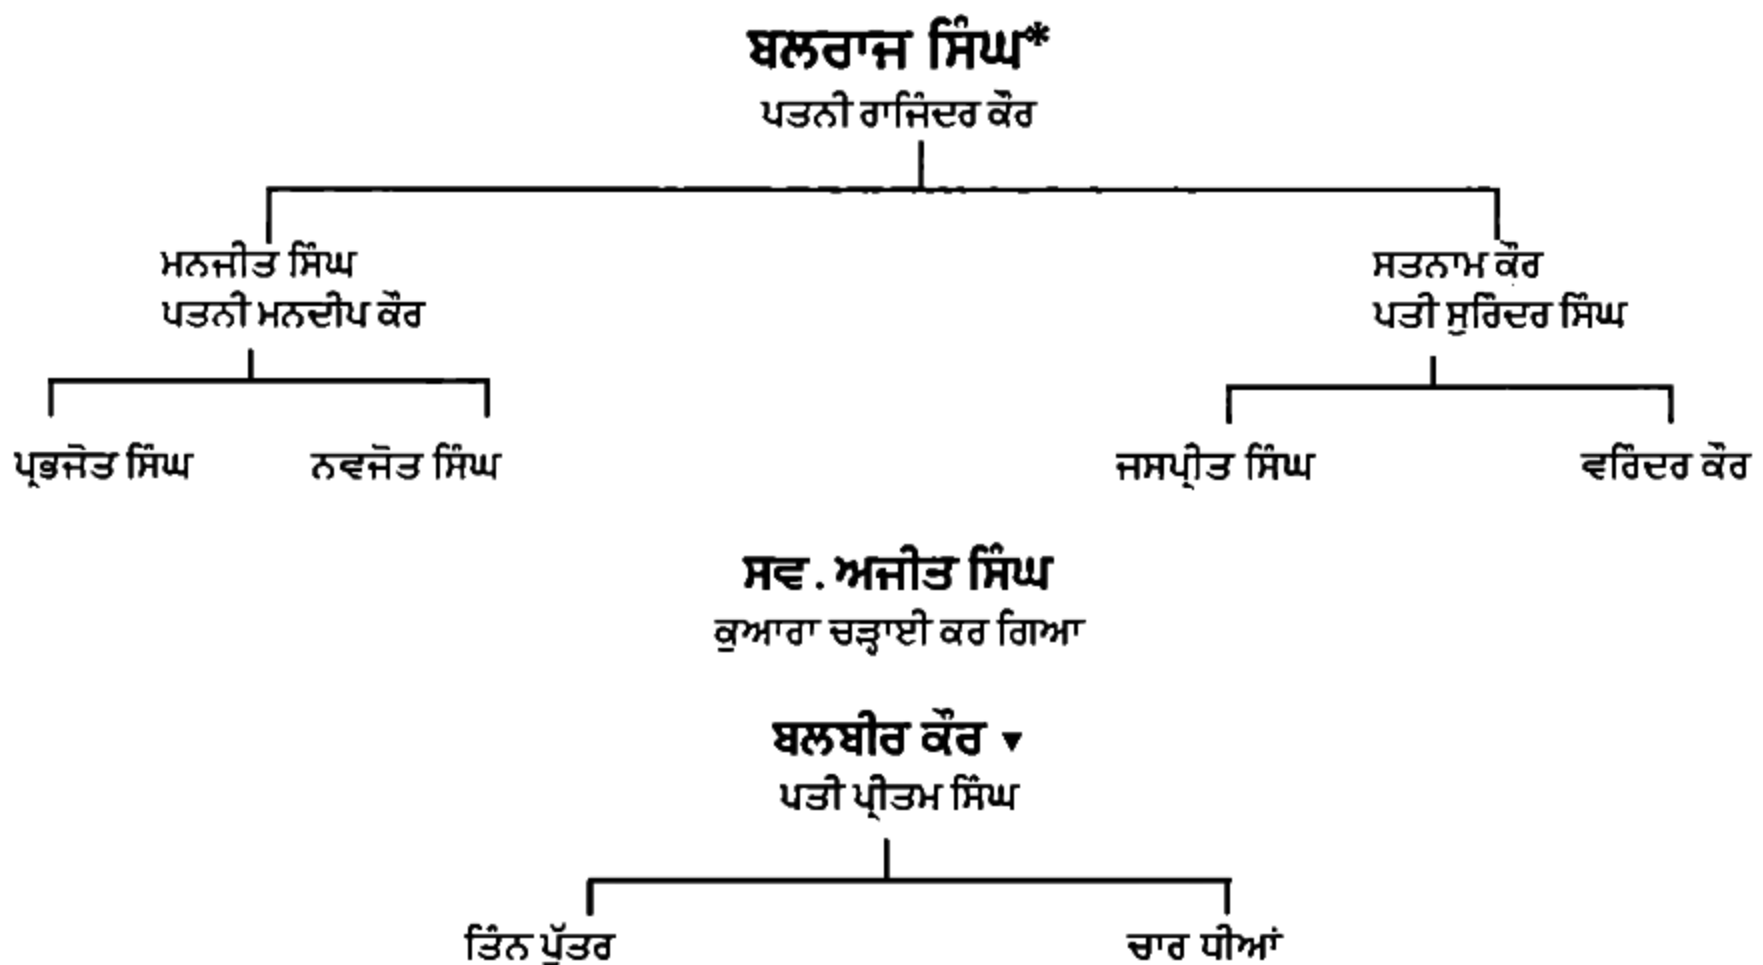 ਬਲਰਾਜ ਸਿੰਘ*
ਪਤਨੀ ਰਾਜਿੰਦਰ ਕੌਰ
ਮਨਜੀਤ ਸਿੰਘ
ਪਤਨੀ ਮਨਦੀਪ ਕੌਰ
ਸਤਨਾਮ ਕੌਰ
ਪਤੀ ਸੁਰਿੰਦਰ ਸਿੰਘ
ਪ੍ਰਭਜੋਤ ਸਿੰਘ
ਨਵਜੋਤ ਸਿੰਘ
ਜਸਪ੍ਰੀਤ ਸਿੰਘ
ਵਰਿੰਦਰ ਕੌਰ
ਸਵ. ਅਜੀਤ ਸਿੰਘ
ਕੁਆਰਾ ਚੜ੍ਹਾਈ ਕਰ ਗਿਆ
ਬਲਬੀਰ ਕੌਰ ▼
ਪਤੀ ਪ੍ਰੀਤਮ ਸਿੰਘ
ਤਿੰਨ ਪੁੱਤਰ
ਚਾਰ ਧੀਆਂ